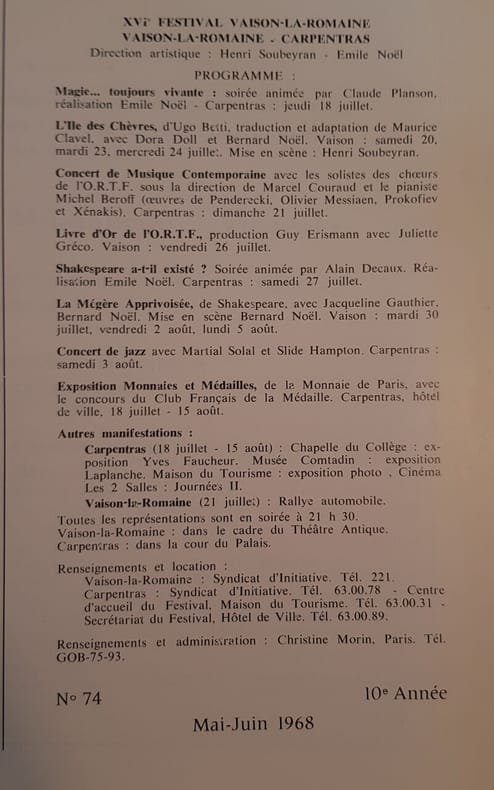 XVIᵉ FESTIVAL VAISON-LA-ROMAINE
VAISON-LA-ROMAINE - CARPENTRAS
Direction artistique : Henri Soubeyran - Emile Noël
PROGRAMME :
Magie... toujours vivante : soirée animée par Claude Planson,
réalisation Emile Noël - Carpentras : jeudi 18 juillet.
L'Ile des Chèvres, d'Ugo Betti, traduction et adaptation de Maurice
Clavel, avec Dora Doll et Bernard Noël. Vaison : samedi 20,
mardi 23, mercredi 24 juillet. Mise en scène : Henri Soubeyran.
Concert de Musique Contemporaine avec les solistes des chœurs
de l'O.R.T.F. sous la direction de Marcel Couraud et le pianiste
Michel Beroff (œuvres de Penderecki, Olivier Messiaen, Prokofiev
et Xénakis). Carpentras : dimanche 21 juillet.
Livre d'Or de l'O.R.T.F., production Guy Erismann avec Juliette
Gréco. Vaison : vendredi 26 juillet.
Shakespeare a-t-il existé ? Soirée animée par Alain Decaux. Réa-
lisation Emile Noël. Carpentras : samedi 27 juillet.
La Mégère Apprivoisée, de Shakespeare, avec Jacqueline Gauthier,
Bernard Noël. Mise en scène Bernard Noël. Vaison : mardi 30
juillet, vendredi 2 août, lundi 5 août.
Concert de jazz avec Martial Solal et Slide Hampton. Carpentras :
samedi 3 août.
Exposition Monnaies et Médailles, de la Monnaie de Paris, avec
le concours du Club Français de la Médaille. Carpentras, hôtel
de ville, 18 juillet - 15 août.
Autres manifestations :
Carpentras (18 juillet - 15 août) : Chapelle du Collège : ex-
position Yves Faucheur. Musée Comtadin : exposition
Laplanche. Maison du Tourisme : exposition photo , Cinéma
Les 2 Salles : Journées II.
Vaison-la-Romaine (21 juillet) : Rallye automobile.
Toutes les représentations sont en soirée à 21 h 30.
Vaison-la-Romaine : dans le cadre du Théâtre Antique.
Carpentras : dans la cour du Palais.
Renseignements et location :
Vaison-la-Romaine : Syndicat d'Initiative. Tél. 221.
Carpentras : Syndicat d'Initiative. Tél. 63.00.78 - Centre
d'accueil du Festival, Maison du Tourisme. Tél. 63.00.31 -
Secrétariat du Festival, Hôtel de Ville. Tél. 63.00.89.
Renseignements et administration : Christine Morin, Paris. Tél.
GOB-75-93.
Nº 74
10ᵉ Année
Mai-Juin 1968